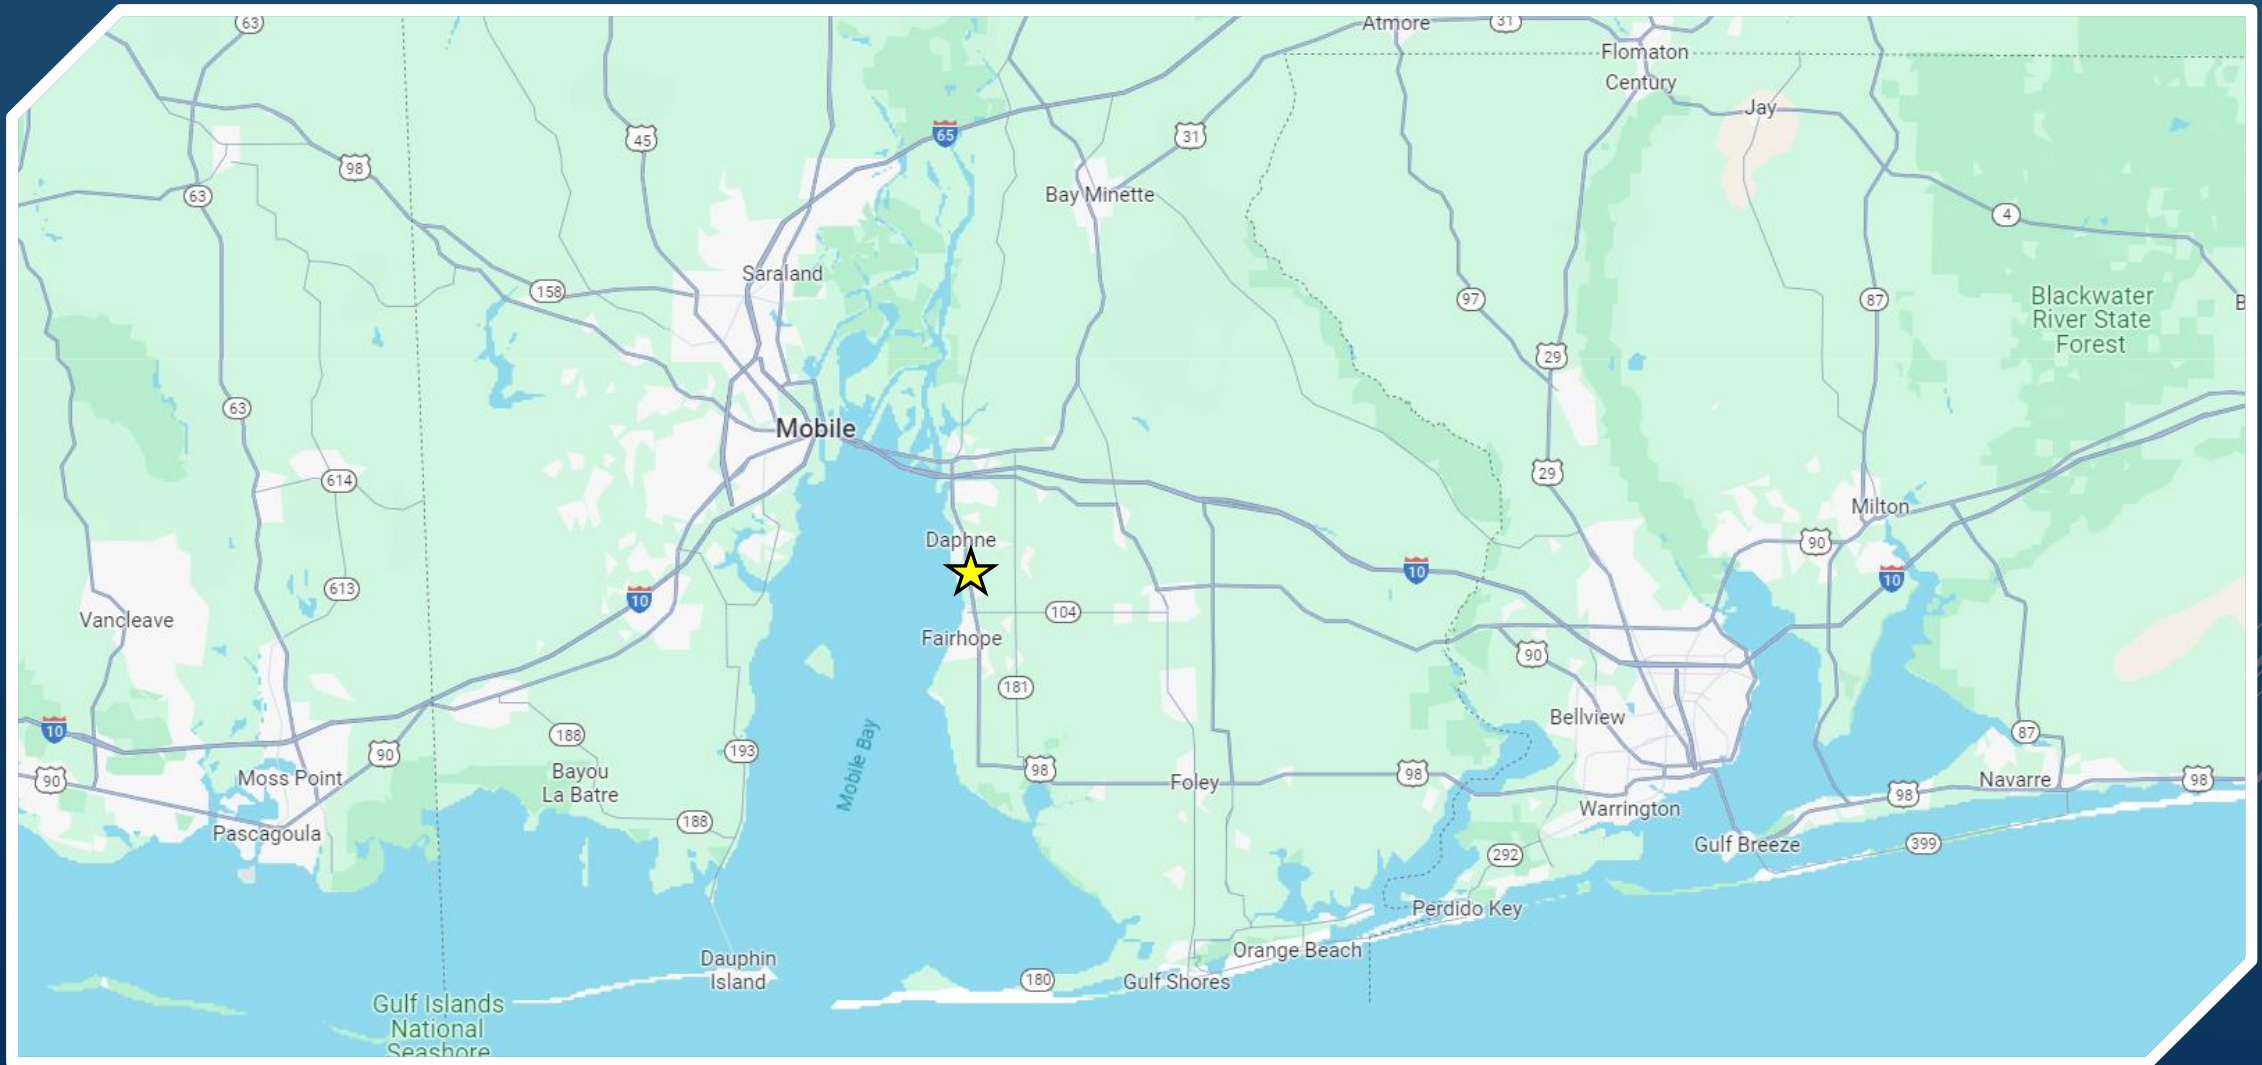 63
Atmore
31
Flomaton
Century
Jay
65
31
45
98
63
Bay Minette
4
Saraland
158
97
87
Blackwater
River State
Forest
B
29
63
Mobile
614
29
Milton
Daphne
90
10
10
613
10
104
Vancleave
Fairhope
90
181
Bellview
10
188
87
90
193
Mobile Bay
98
98
90
Moss Point
Bayou
La Batre
Foley
Navarre
98
98
Warrington
188
Pascagoula
Gulf Breeze
399
292
Perdido Key
Orange Beach
Dauphin
Island
180
Gulf Shores
Gulf Islands
National
Seashore